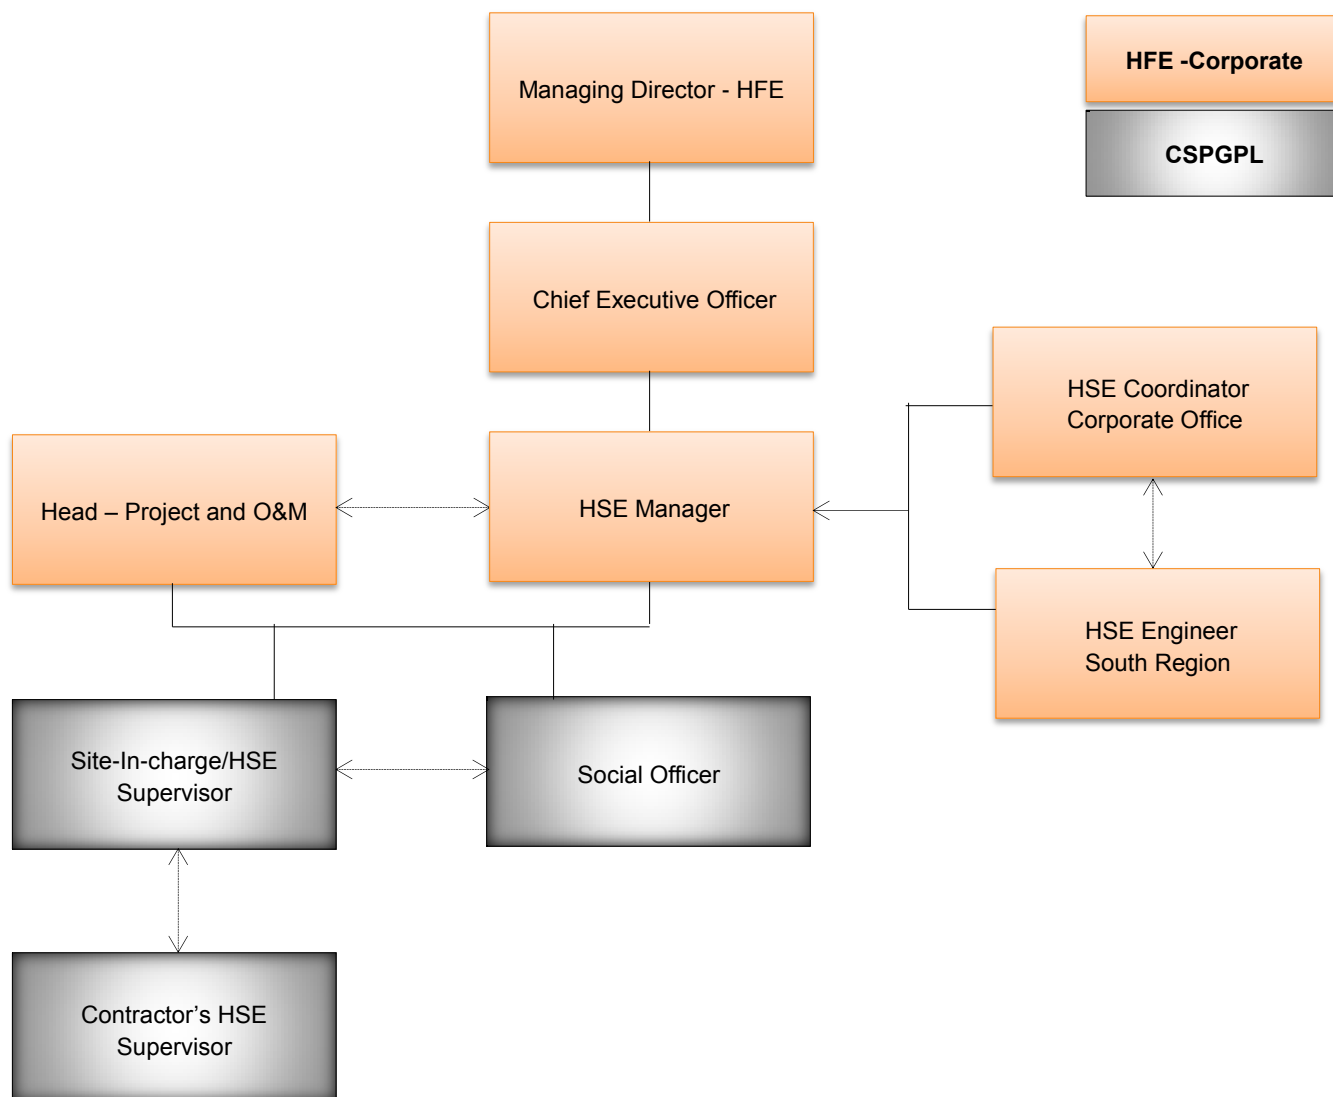 Managing Director - HFE
HFE -Corporate
CSPGPL
Chief Executive Officer
HSE Coordinator
Corporate Office
Head – Project and O&M
HSE Manager
HSE Engineer
South Region
Site-In-charge/HSE
Supervisor
Social Officer
Contractor’s HSE
Supervisor